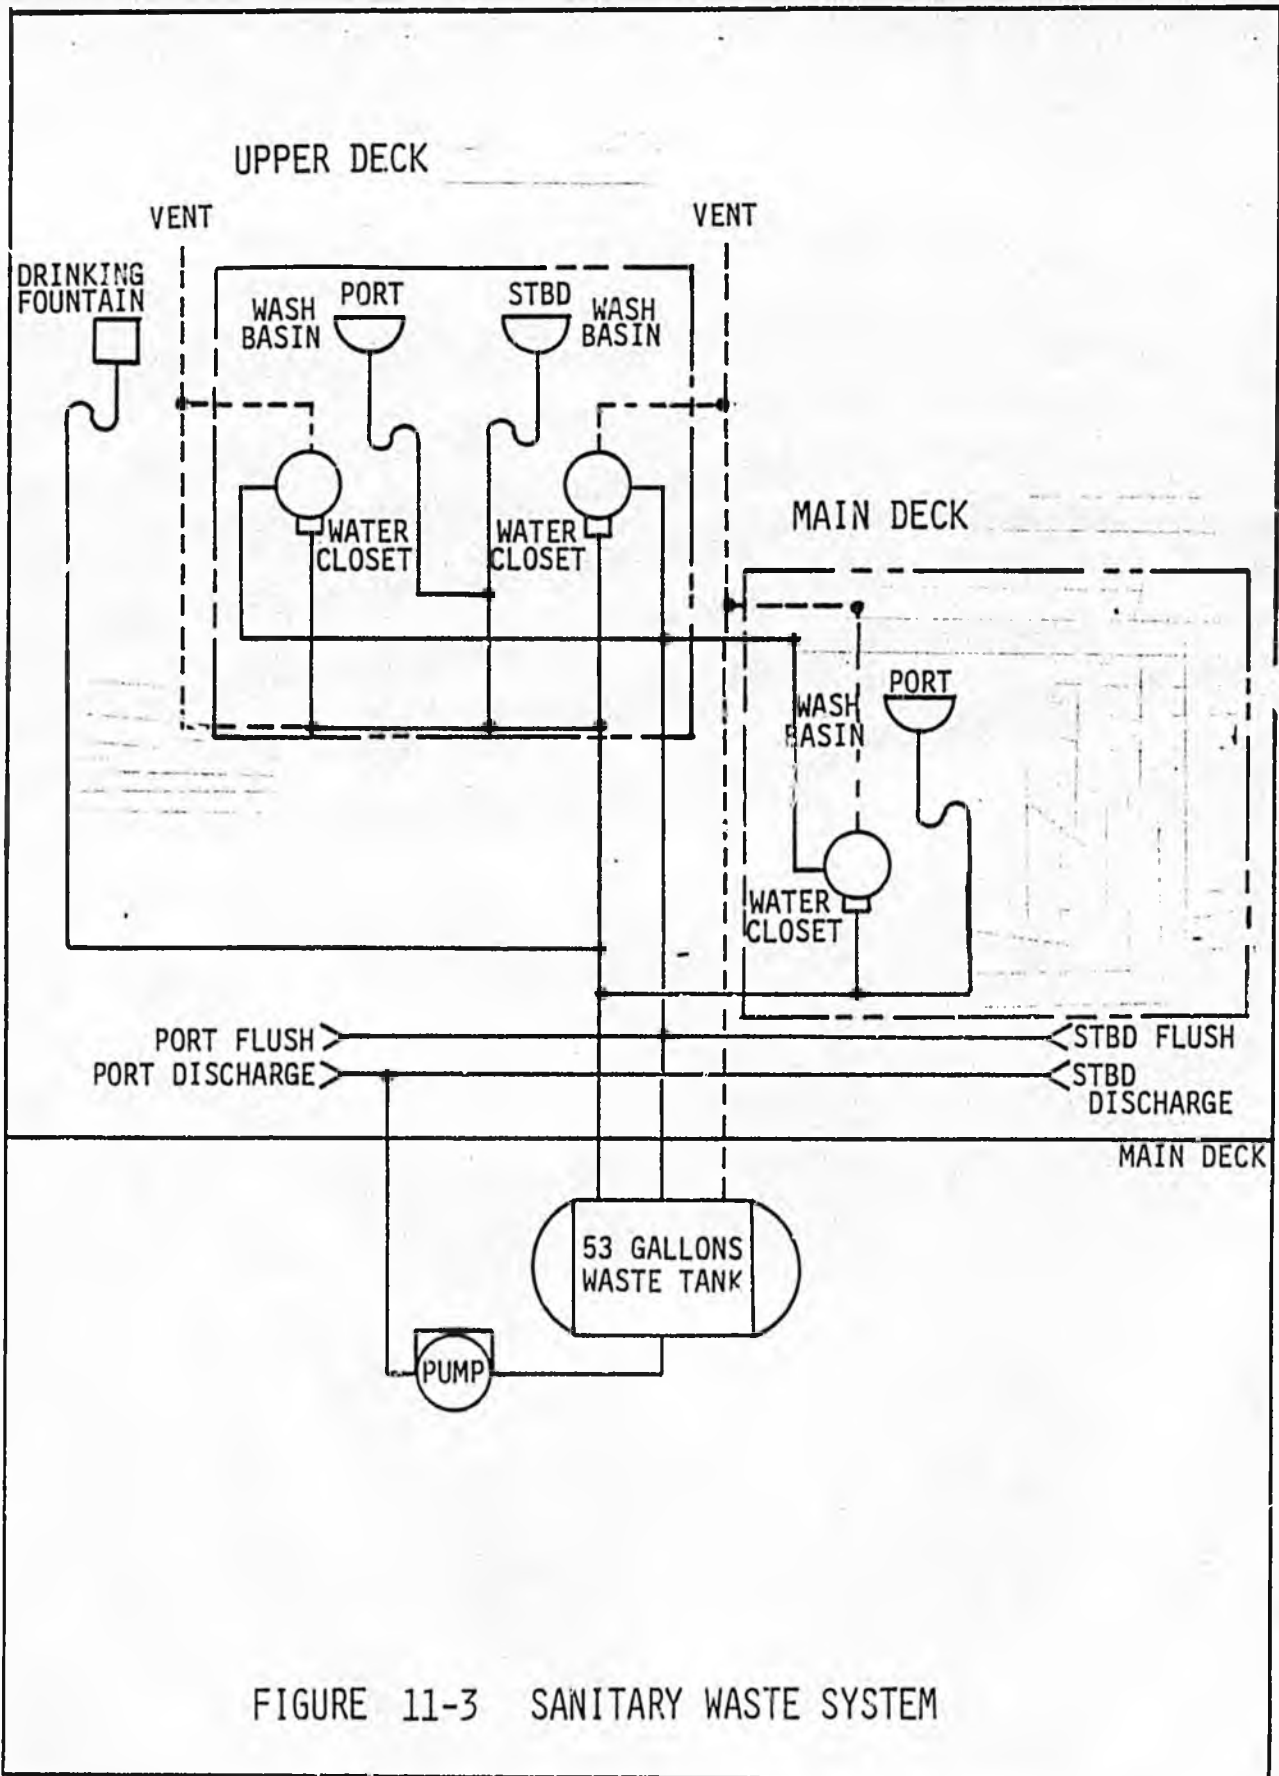 UPPER DECK
VENT
VENT
DRINKING
FOUNTAIN
PORT
STBD
WASH
BASIN
WASH
BASIN
WATER
CLOSET
WATER
CLOSET
MAIN DECK
PORT
WASH
BASIN
WATER
CLOSET
PORT FLUSH
STBD FLUSH
PORT DISCHARGE
STBD
DISCHARGE
MAIN DECK
53 GALLONS
WASTE TANK
PUMP
FIGURE 11-3 SANITARY WASTE SYSTEM